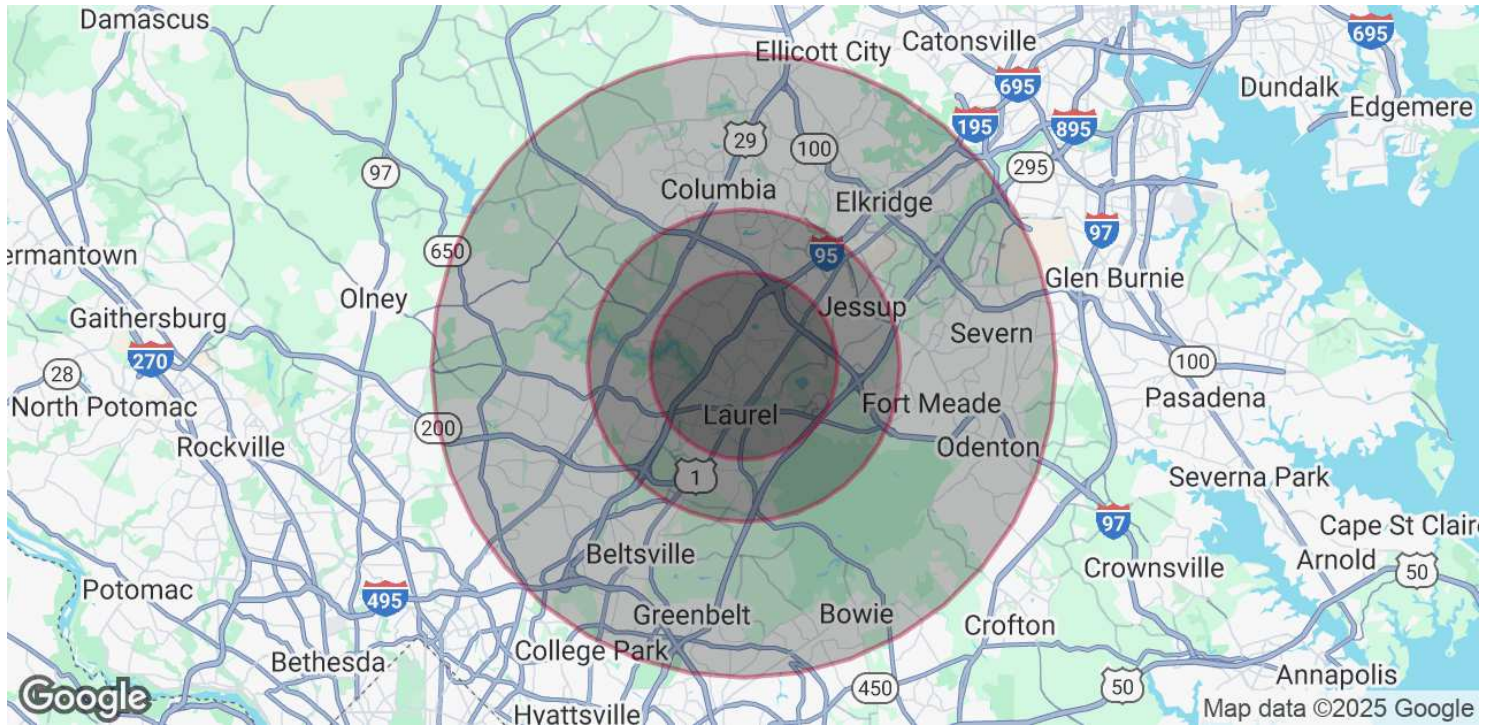 Damascus
Ellicott City
Catonsville
695
695
Dundalk
Edgemere
195
895
29
100
295
97
Columbia
Elkridge
97
650
95
ermantown
Glen Burnie
Olney
Jessup
Gaithersburg
Severn
270
100
28
North Potomac
Laurel
Fort Meade
Pasadena
200
Rockville
Odenton
1
Severna Park
97
Cape St Claire
Beltsville
Arnold
50
Crownsville
Potomac
495
Greenbelt
Bowie
Crofton
College Park
Bethesda
Annapolis
450
50
Google
Hyattsville
Map data ©2025 Google